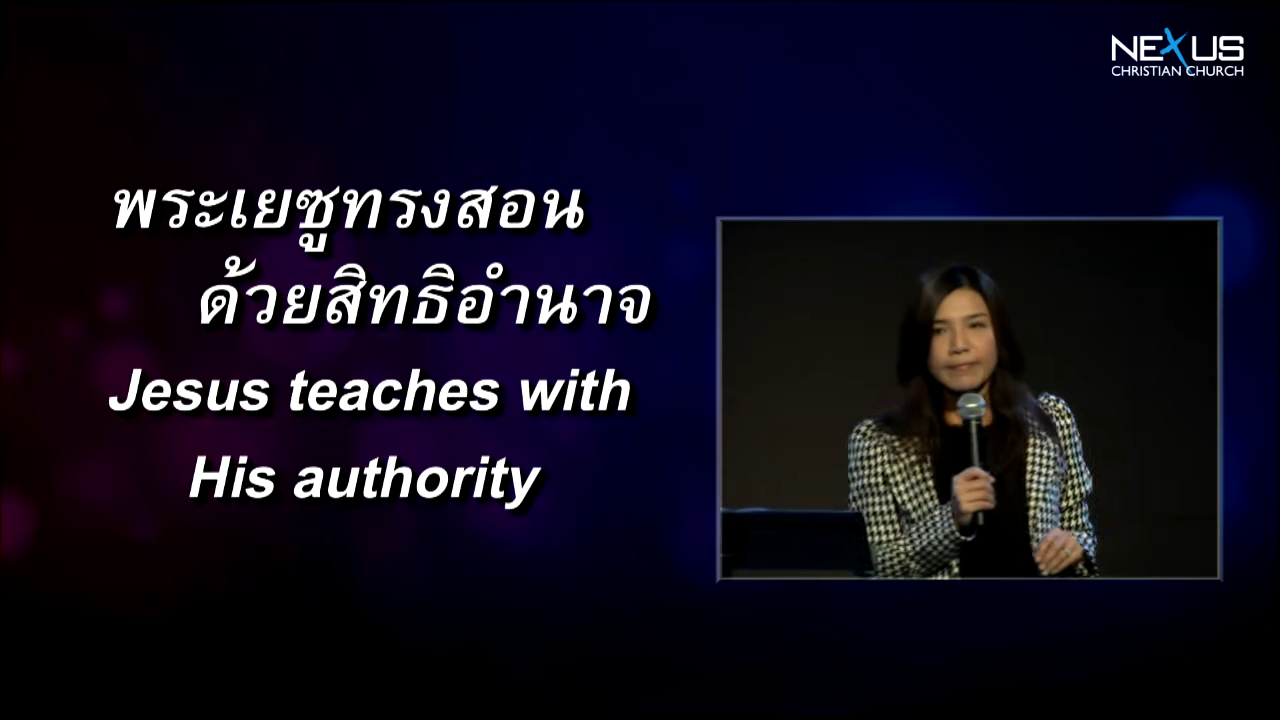 NEXUS
CHRISTIAN CHURCH
พระเยซูทรงสอน
ด้วยสิทธิอำนาจ
Jesus teaches with
His authority